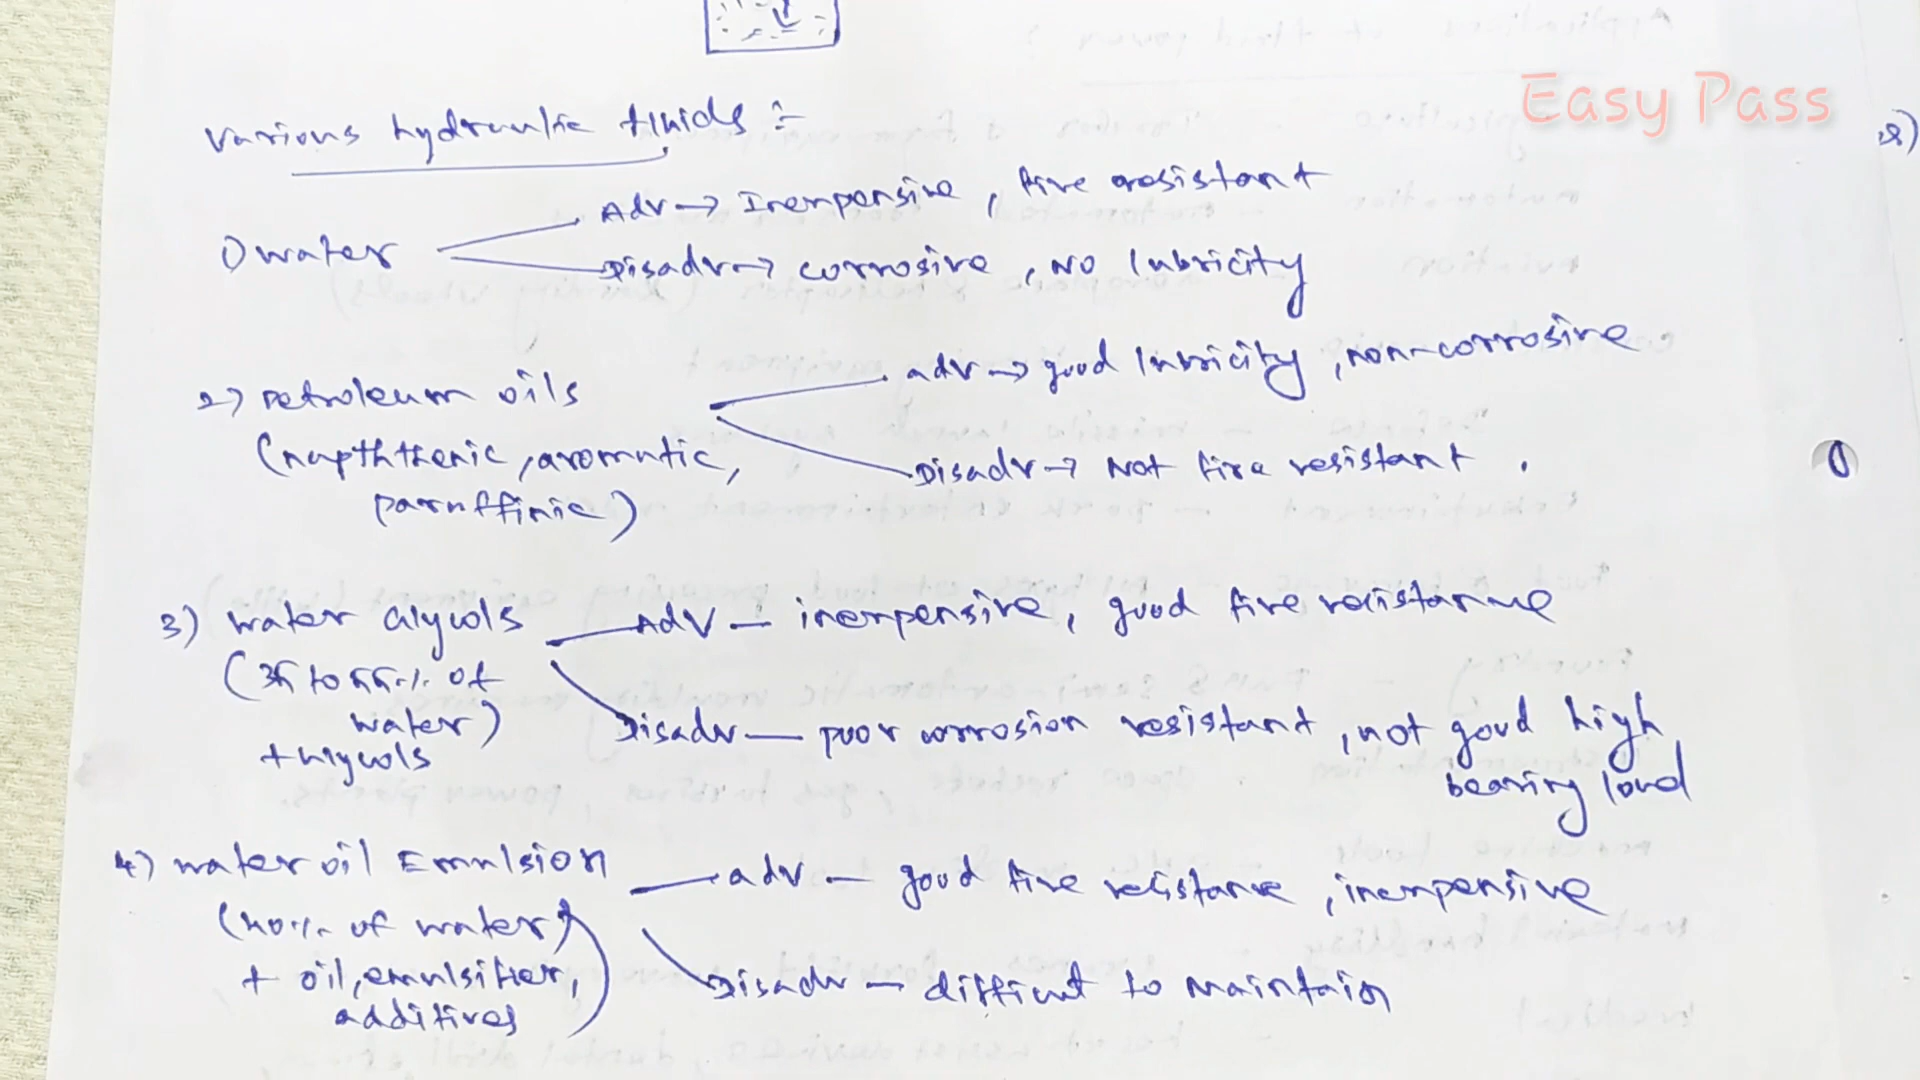 Easy Pass
various hydraulic fluids :-
1) water
Adv → Inexpensive, fire resistant
Disadv → corrosive, No lubricity
2) petroleum oils
(napththenic, aromatic,
paraffinic)
adv → good lubricity, non-corrosive
Disadv → Not fire resistant.
3) water Glycols
(35 to 55% of
water)
+ Glycols
Adv — inexpensive, good fire resistance
Disadv — poor corrosion resistant, not good high
bearing load
4) water oil Emulsion
(40% of water)
+ oil, emulsifier,
additives
adv — good fire resistance, inexpensive
Disadv — difficult to maintain